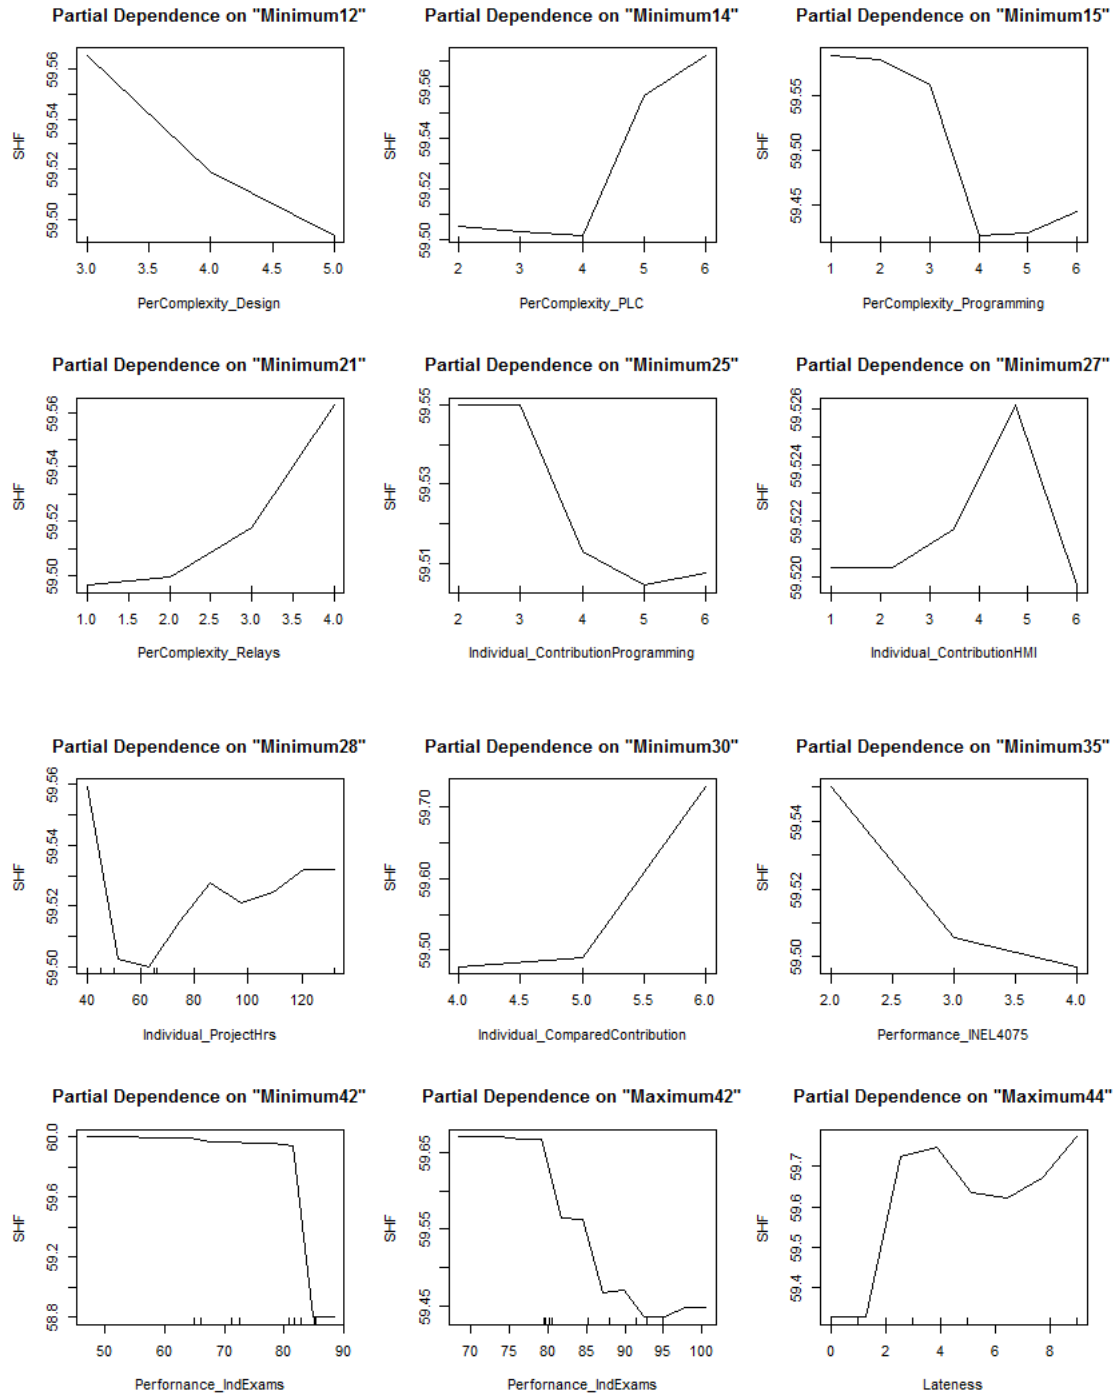 Partial Dependence on "Minimum12"
SHF
59.50 59.52 59.54 59.56
3.0 3.5 4.0 4.5 5.0
PerComplexity_Design
Partial Dependence on "Minimum14"
SHF
59.50 59.52 59.54 59.56
2 3 4 5 6
PerComplexity_PLC
Partial Dependence on "Minimum15"
SHF
59.45 59.50 59.55
1 2 3 4 5 6
PerComplexity_Programming
Partial Dependence on "Minimum21"
SHF
59.50 59.52 59.54 59.56
1.0 1.5 2.0 2.5 3.0 3.5 4.0
PerComplexity_Relays
Partial Dependence on "Minimum25"
SHF
59.51 59.53 59.55
2 3 4 5 6
Individual_ContributionProgramming
Partial Dependence on "Minimum27"
SHF
59.520 59.522 59.524 59.526
1 2 3 4 5 6
Individual_ContributionHMI
Partial Dependence on "Minimum28"
SHF
59.50 59.52 59.54 59.56
40 60 80 100 120
Individual_ProjectHrs
Partial Dependence on "Minimum30"
SHF
59.50 59.60 59.70
4.0 4.5 5.0 5.5 6.0
Individual_ComparedContribution
Partial Dependence on "Minimum35"
SHF
59.50 59.52 59.54
2.0 2.5 3.0 3.5 4.0
Performance_INEL4075
Partial Dependence on "Minimum42"
SHF
58.8 59.2 59.6 60.0
50 60 70 80 90
Perfornance_IndExams
Partial Dependence on "Maximum42"
SHF
59.45 59.55 59.65
70 75 80 85 90 95 100
Perfornance_IndExams
Partial Dependence on "Maximum44"
SHF
59.4 59.5 59.6 59.7
0 2 4 6 8
Lateness